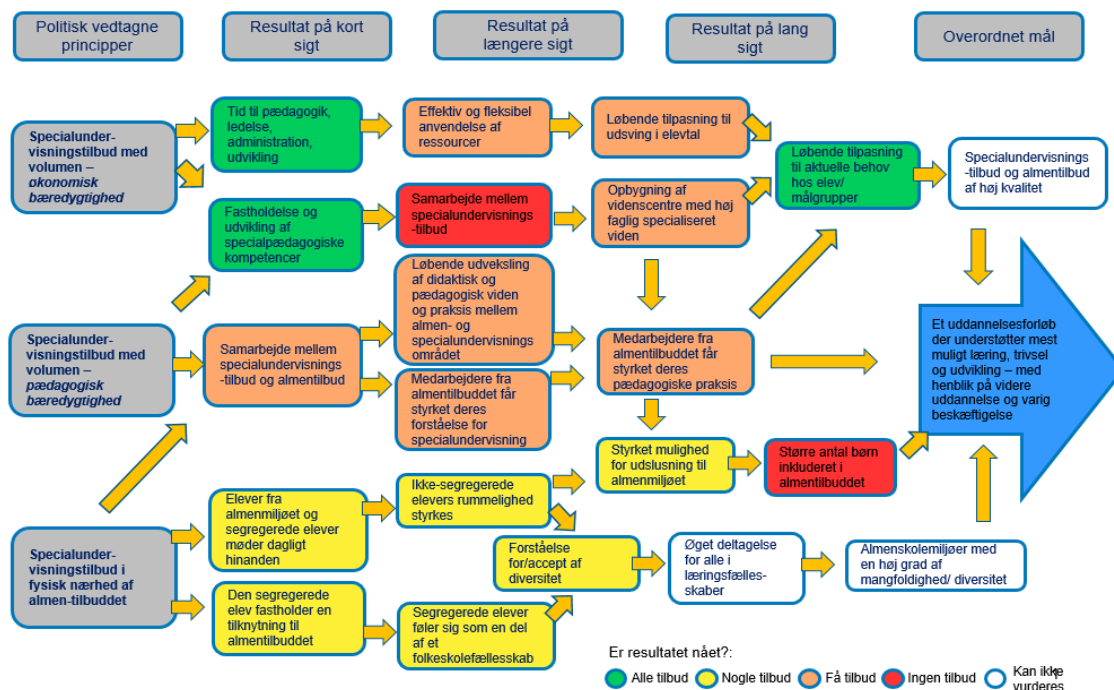 Politisk vedtagne
principper
Resultat på kort
sigt
Resultat på
længere sigt
Resultat på lang
sigt
Overordnet mål
Specialunder-
visningstilbud med
volumen –
økonomisk
bæredygtighed
Tid til pædagogik,
ledelse,
administration,
udvikling
Effektiv og fleksibel
anvendelse af
ressourcer
Løbende tilpasning til
udsving i elevtal
Løbende tilpasning
til aktuelle behov
hos elev/
målgrupper
Specialundervisnings
-tilbud og almentilbud
af høj kvalitet
Fastholdelse og
udvikling af
specialpædagogiske
kompetencer
Samarbejde mellem
specialundervisnings
-tilbud
Opbygning af
videnscentre med høj
faglig specialiseret
viden
Specialunder-
visningstilbud med
volumen –
pædagogisk
bæredygtighed
Samarbejde mellem
specialundervisnings
-tilbud og almentilbud
Løbende udveksling
af didaktisk og
pædagogisk viden
og praksis mellem
almen- og
specialundervisnings
området
Medarbejdere fra
almentilbuddet får
styrket deres
forståelse for
specialundervisning
Medarbejdere fra
almentilbuddet får
styrket deres
pædagogiske praksis
Et uddannelsesforløb
der understøtter mest
muligt læring, trivsel
og udvikling – med
henblik på videre
uddannelse og varig
beskæftigelse
Styrket mulighed
for udslusning til
almenmiljøet
Større antal børn
inkluderet i
almentilbuddet
Specialunder-
visningstilbud i
fysisk nærhed af
almen-tilbuddet
Elever fra
almenmiljøet og
segregerede elever
møder dagligt
hinanden
Ikke-segregerede
elevers rummelighed
styrkes
Forståelse
for/accept af
diversitet
Øget deltagelse
for alle i
læringsfælles-
skaber
Almenskolemiljøer med
en høj grad af
mangfoldighed/ diversitet
Den segregerede
elev fastholder en
tilknytning til
almentilbuddet
Segregerede elever
føler sig som en del
af et
folkeskolefællesskab
Er resultatet nået?:
Alle tilbud
Nogle tilbud
Få tilbud
Ingen tilbud
Kan ikke
vurderes